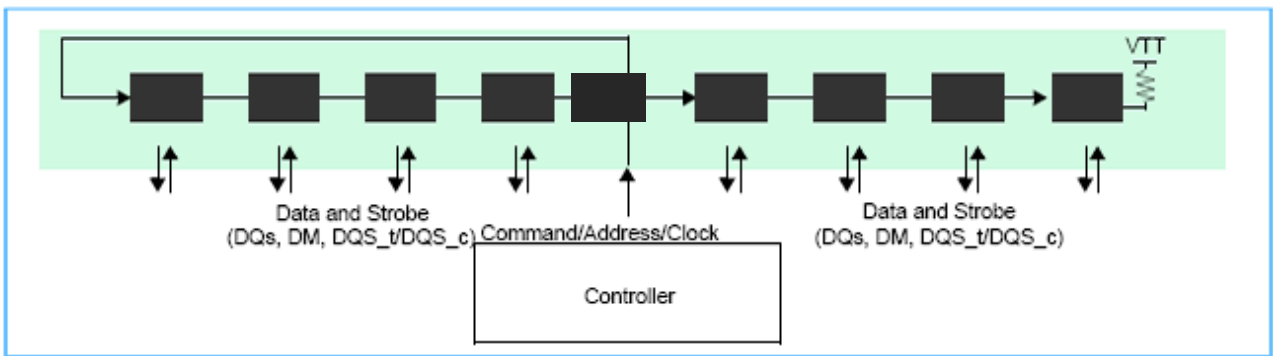 VTT
Data and Strobe
(DQs, DM, DQS_t/DQS_c)
Command/Address/Clock
Data and Strobe
(DQs, DM, DQS_t/DQS_c)
Controller